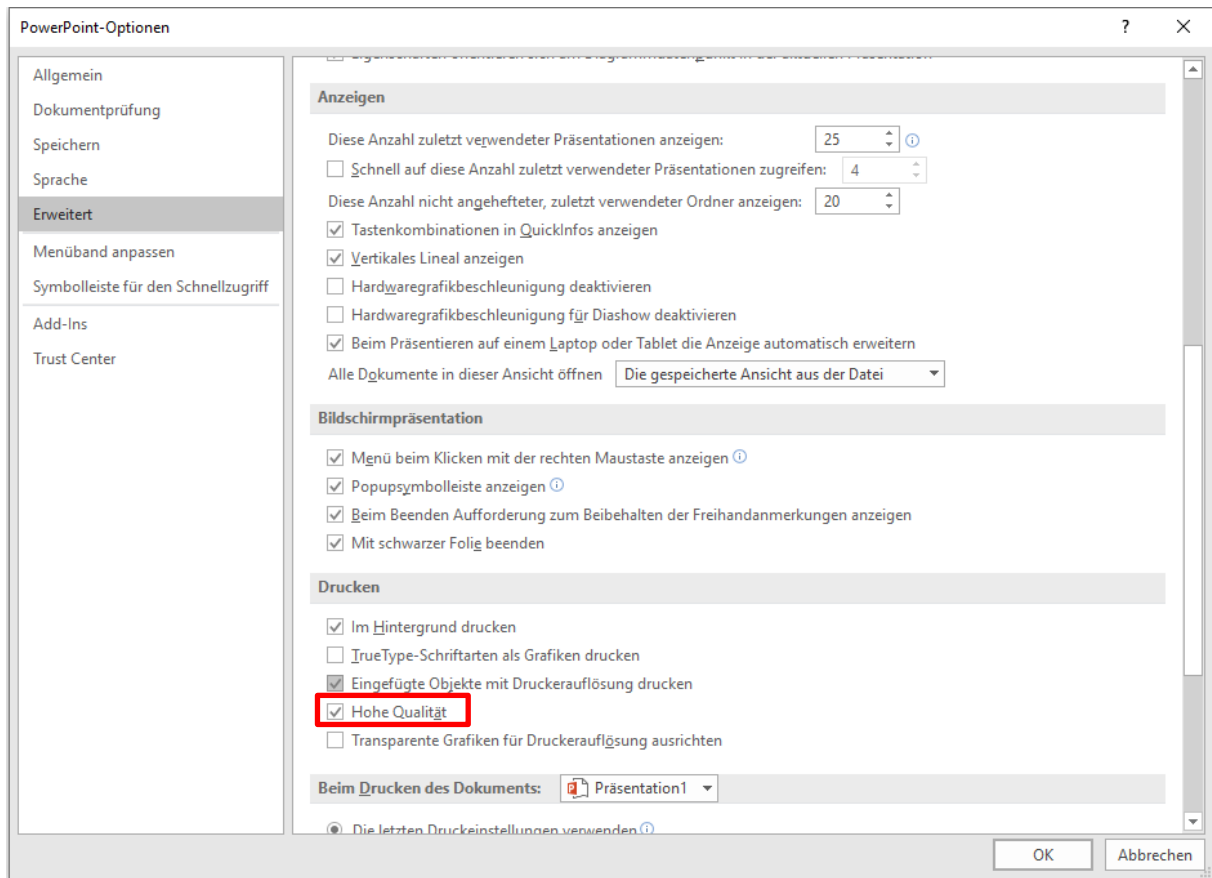 PowerPoint-Optionen
Allgemein
Dokumentprüfung
Speichern
Sprache
Erweitert
Menüband anpassen
Symbolleiste für den Schnellzugriff
Add-Ins
Trust Center
Anzeigen
Diese Anzahl zuletzt verwendeter Präsentationen anzeigen: 25
Schnell auf diese Anzahl zuletzt verwendeter Präsentationen zugreifen: 4
Diese Anzahl nicht angehefteter, zuletzt verwendeter Ordner anzeigen: 20
Tastenkombinationen in QuickInfos anzeigen
Vertikales Lineal anzeigen
Hardwaregrafikbeschleunigung deaktivieren
Hardwaregrafikbeschleunigung für Diashow deaktivieren
Beim Präsentieren auf einem Laptop oder Tablet die Anzeige automatisch erweitern
Alle Dokumente in dieser Ansicht öffnen Die gespeicherte Ansicht aus der Datei
Bildschirmpräsentation
Menü beim Klicken mit der rechten Maustaste anzeigen
Popupsymbolleiste anzeigen
Beim Beenden Aufforderung zum Beibehalten der Freihandanmerkungen anzeigen
Mit schwarzer Folie beenden
Drucken
Im Hintergrund drucken
TrueType-Schriftarten als Grafiken drucken
Eingefügte Objekte mit Druckerauflösung drucken
Hohe Qualität
Transparente Grafiken für Druckerauflösung ausrichten
Beim Drucken des Dokuments: Präsentation1
Die letzten Druckeinstellungen verwenden
OK Abbrechen